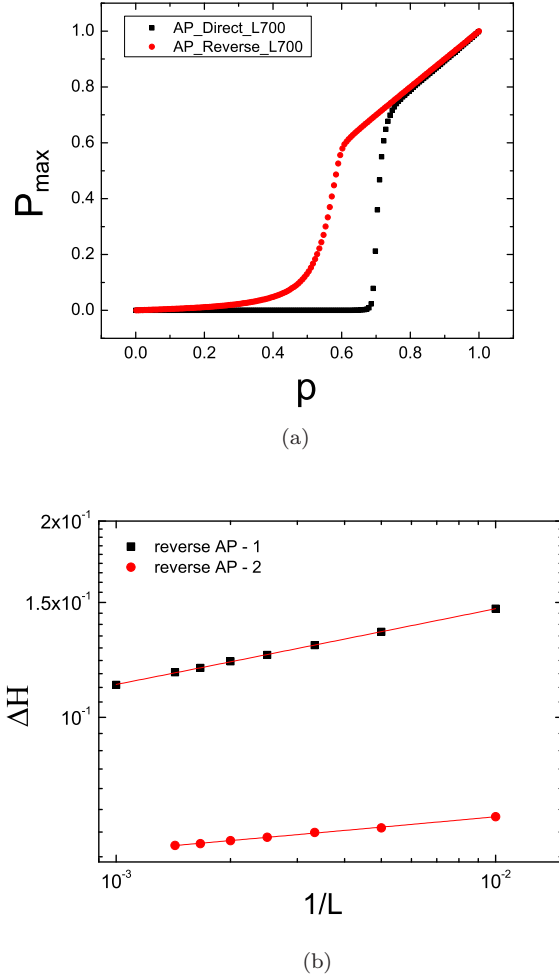 AP_Direct_L700
AP_Reverse_L700
1.0
0.8
0.6
0.4
0.2
0.0
P_max
0.0 0.2 0.4 0.6 0.8 1.0
p
(a)
2x10^-1
reverse AP - 1
reverse AP - 2
1.5x10^-1
10^-1
ΔH
10^-3 10^-2
1/L
(b)